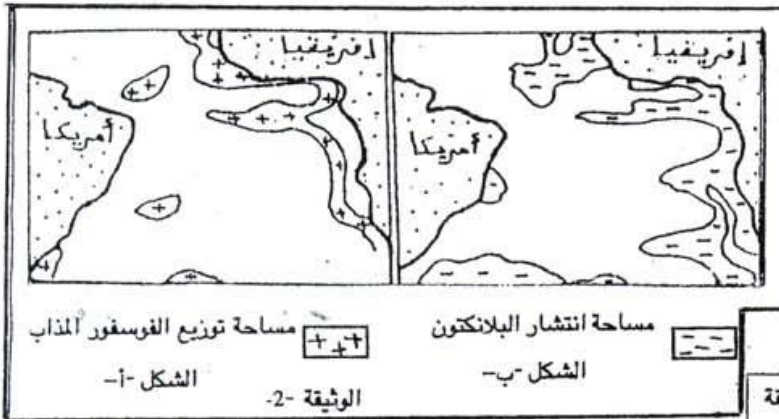 إفريقيا
أمريكا
إفريقيا
أمريكا
مساحة انتشار البلانكتون
مساحة توزيع الفوسفور المذاب
الشكل -ب-
الشكل -أ-
الوثيقة -2-